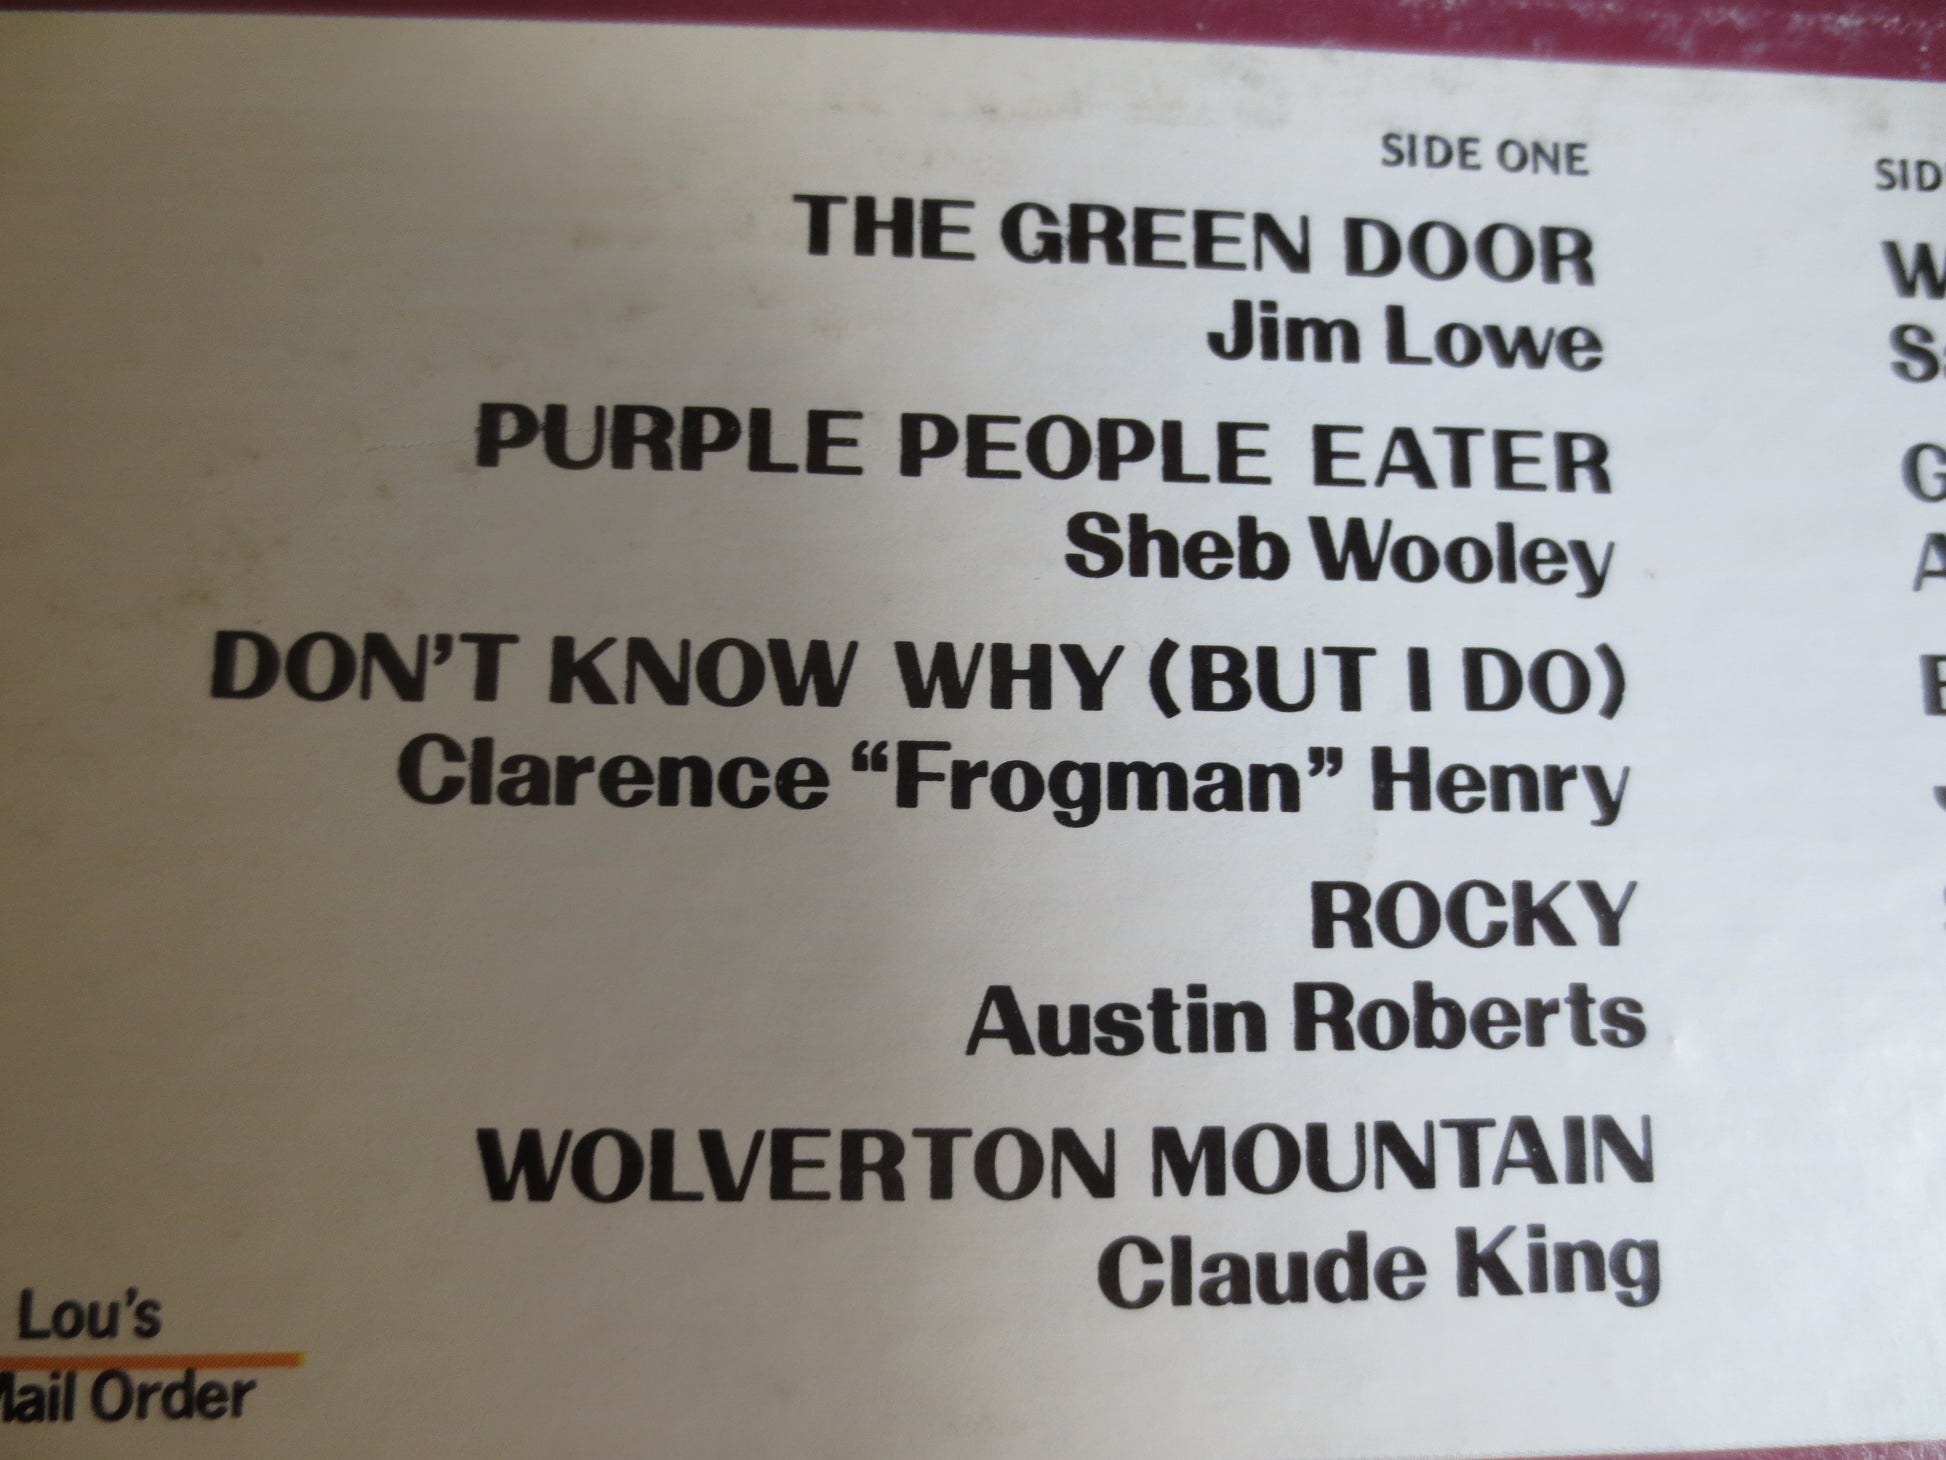 SIDE ONE
THE GREEN DOOR
Jim Lowe
PURPLE PEOPLE EATER
Sheb Wooley
DON'T KNOW WHY (BUT I DO)
Clarence “Frogman” Henry
ROCKY
Austin Roberts
WOLVERTON MOUNTAIN
Claude King
Lou's
Mail Order